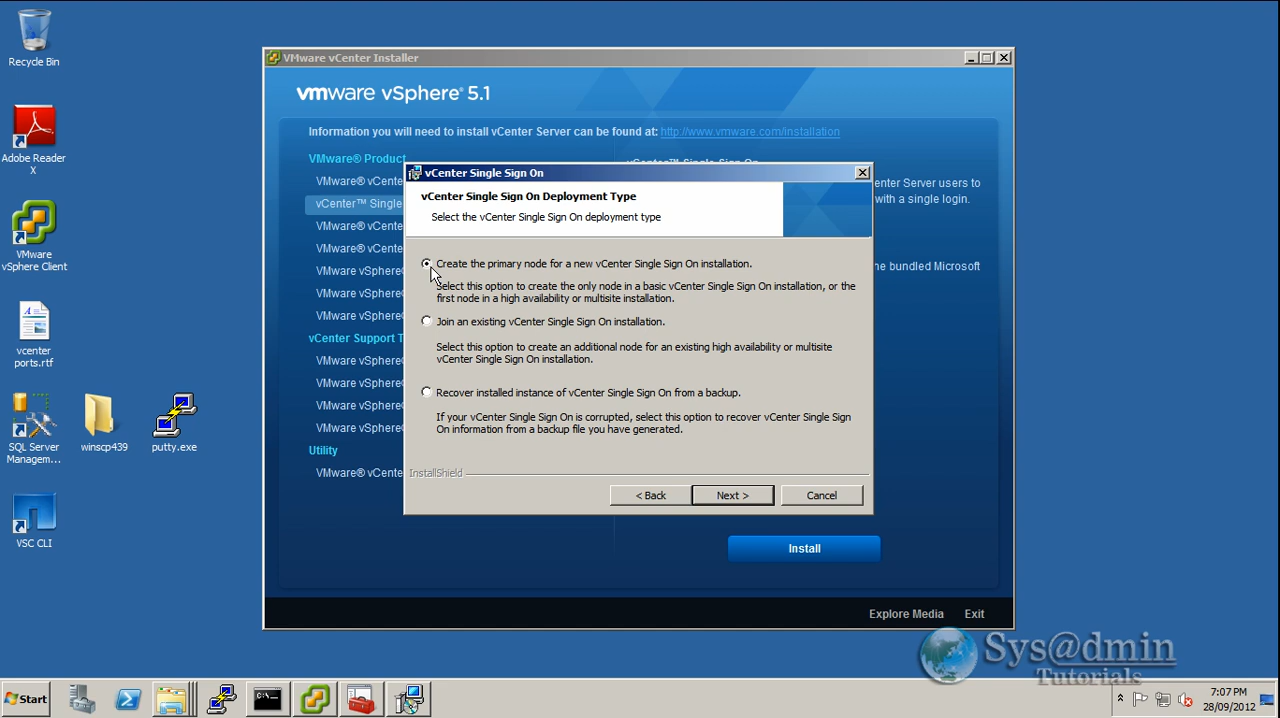 Recycle Bin
Adobe Reader
X
VMware
vSphere Client
vcenter
ports.rtf
SQL Server
Managem...
winscp439
putty.exe
VSC CLI
VMware vCenter Installer
vmware vSphere® 5.1
Information you will need to install vCenter Server can be found at: http://www.vmware.com/installation
VMware® Product
VMware® vCente
vCenter™ Single
VMware® vCente
VMware® vCente
VMware vSphere
VMware vSphere
VMware vSphere
vCenter Support T
VMware vSphere
VMware vSphere
VMware vSphere
VMware vSphere
Utility
VMware® vCente
vCenter™ Single Sign On
enter Server users to
with a single login.
he bundled Microsoft
vCenter Single Sign On
vCenter Single Sign On Deployment Type
Select the vCenter Single Sign On deployment type
Create the primary node for a new vCenter Single Sign On installation.
Select this option to create the only node in a basic vCenter Single Sign On installation, or the
first node in a high availability or multisite installation.
Join an existing vCenter Single Sign On installation.
Select this option to create an additional node for an existing high availability or multisite
vCenter Single Sign On installation.
Recover installed instance of vCenter Single Sign On from a backup.
If your vCenter Single Sign On is corrupted, select this option to recover vCenter Single Sign
On information from a backup file you have generated.
InstallShield
< Back
Next >
Cancel
Install
Explore Media
Exit
Sys@dmin
Tutorials
Start
7:07 PM
28/09/2012